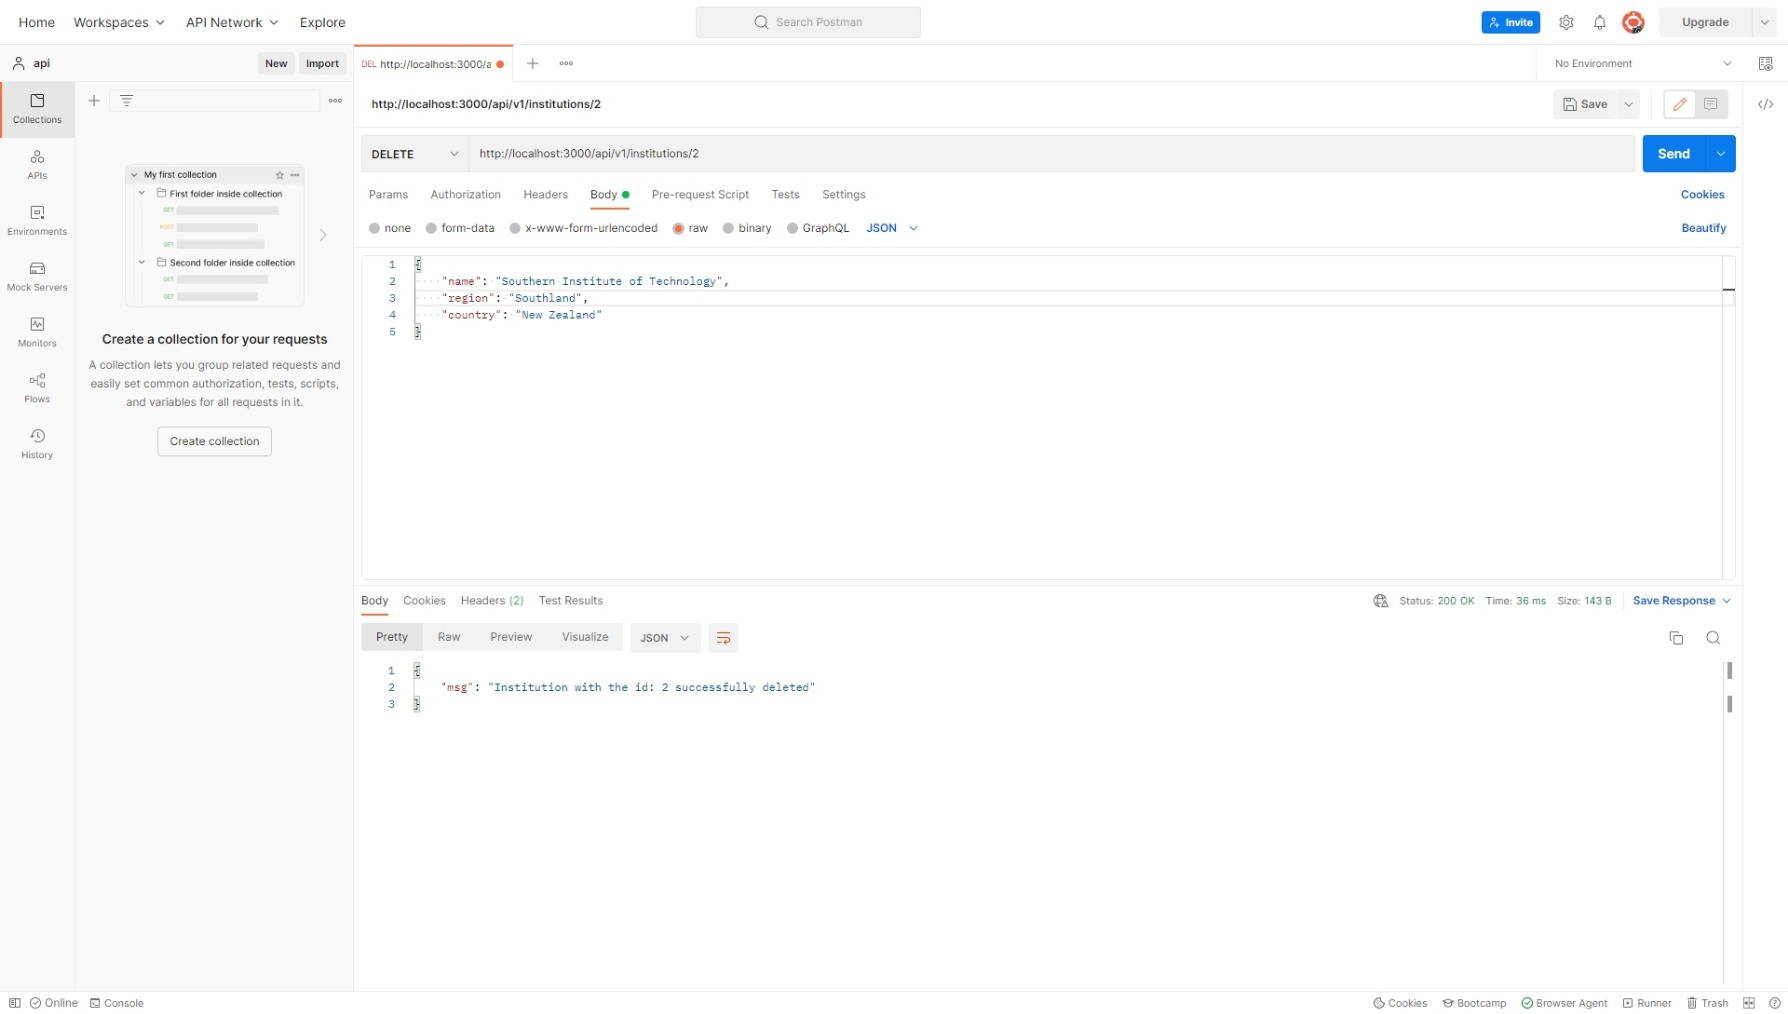 Home Workspaces API Network Explore Search Postman Invite Upgrade
api New Import DEL http://localhost:3000/a No Environment
Collections
APIs
Environments
Mock Servers
Monitors
Flows
History
My first collection
First folder inside collection
GET
POST
GET
Second folder inside collection
GET
GET
Create a collection for your requests
A collection lets you group related requests and
easily set common authorization, tests, scripts,
and variables for all requests in it.
Create collection
http://localhost:3000/api/v1/institutions/2 Save
DELETE http://localhost:3000/api/v1/institutions/2 Send
Params Authorization Headers Body Pre-request Script Tests Settings Cookies
none form-data x-www-form-urlencoded raw binary GraphQL JSON Beautify
1 {
2 "name": "Southern Institute of Technology",
3 "region": "Southland",
4 "country": "New Zealand"
5 }
Body Cookies Headers (2) Test Results Status: 200 OK Time: 36 ms Size: 143 B Save Response
Pretty Raw Preview Visualize JSON
1 {
2 "msg": "Institution with the id: 2 successfully deleted"
3 }
Online Console Cookies Bootcamp Browser Agent Runner Trash